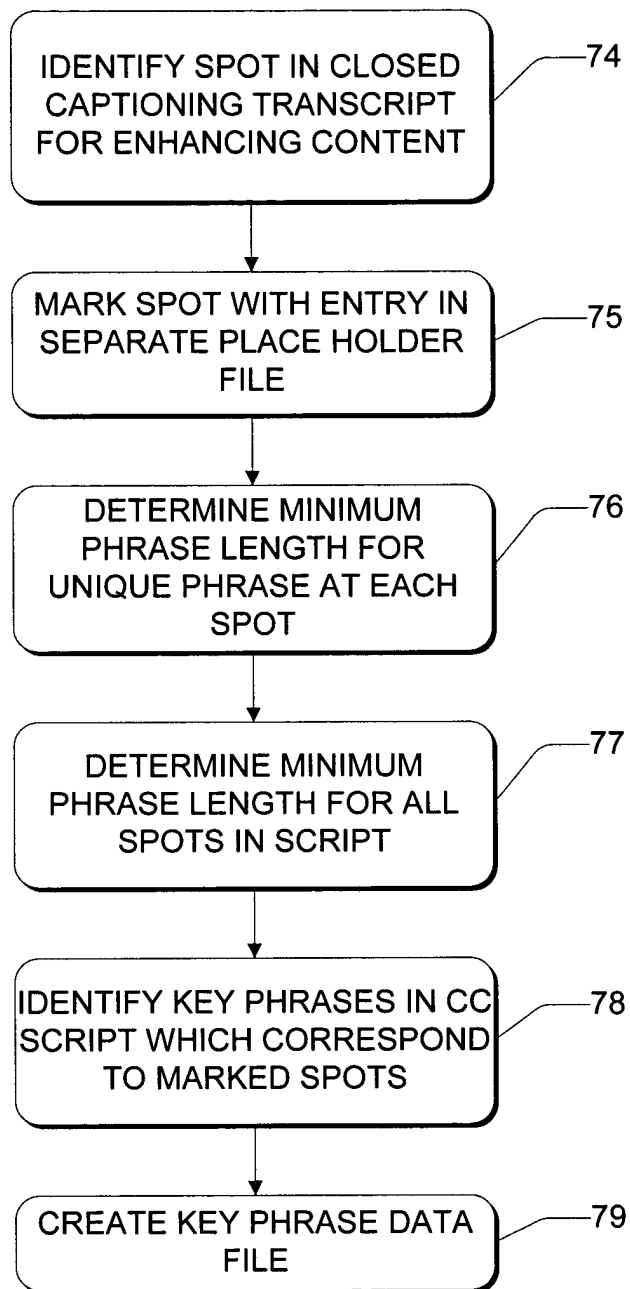 IDENTIFY SPOT IN CLOSED
CAPTIONING TRANSCRIPT
FOR ENHANCING CONTENT
74
MARK SPOT WITH ENTRY IN
SEPARATE PLACE HOLDER
FILE
75
DETERMINE MINIMUM
PHRASE LENGTH FOR
UNIQUE PHRASE AT EACH
SPOT
76
DETERMINE MINIMUM
PHRASE LENGTH FOR ALL
SPOTS IN SCRIPT
77
IDENTIFY KEY PHRASES IN CC
SCRIPT WHICH CORRESPOND
TO MARKED SPOTS
78
CREATE KEY PHRASE DATA
FILE
79